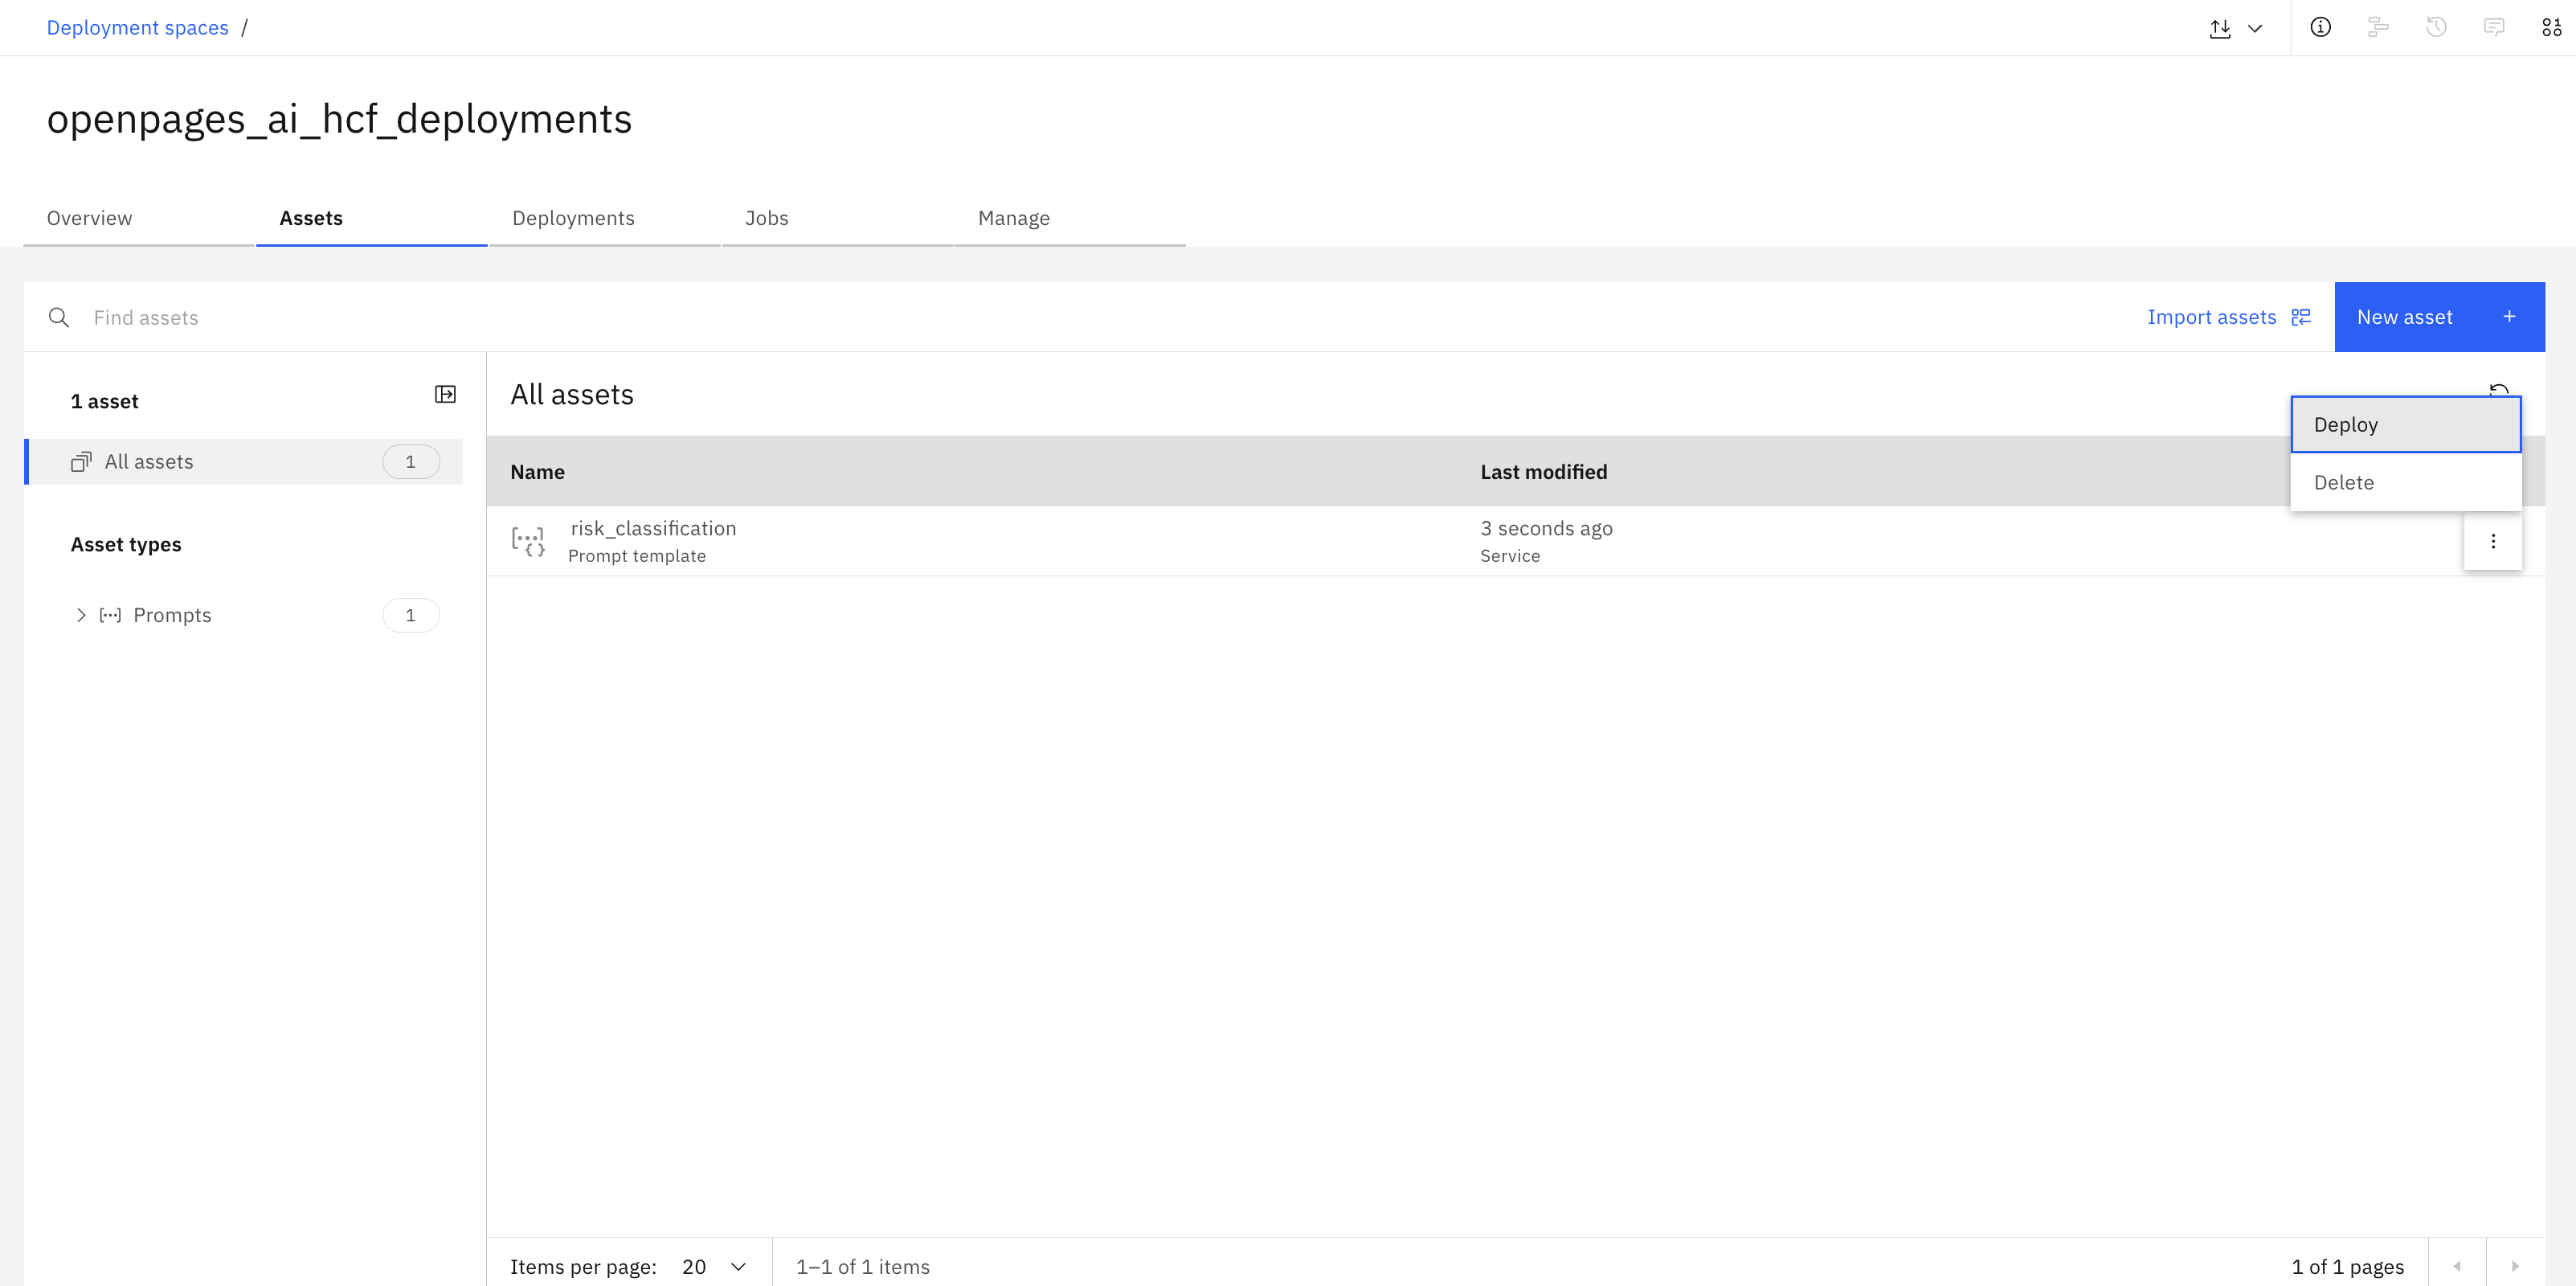 Deployment spaces /
openpages_ai_hcf_deployments
Overview
Assets
Deployments
Jobs
Manage
Find assets
Import assets
New asset +
1 asset
All assets 1
Asset types
Prompts 1
All assets
Deploy
Delete
Name
Last modified
risk_classification
Prompt template
3 seconds ago
Service
Items per page: 20
1–1 of 1 items
1 of 1 pages